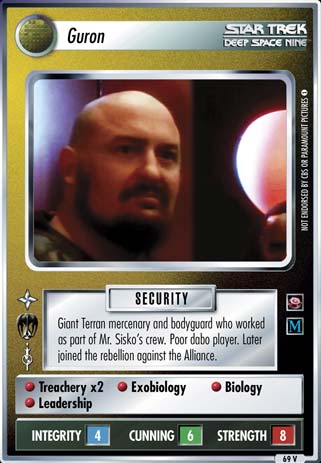 Guron
STAR TREK
DEEP SPACE NINE
NOT ENDORSED BY CBS OR PARAMOUNT PICTURES
SECURITY
Giant Terran mercenary and bodyguard who worked
as part of Mr. Sisko's crew. Poor dabo player. Later
joined the rebellion against the Alliance.
M
Treachery x2 Exobiology Biology
Leadership
INTEGRITY 4 CUNNING 6 STRENGTH 8
69 V